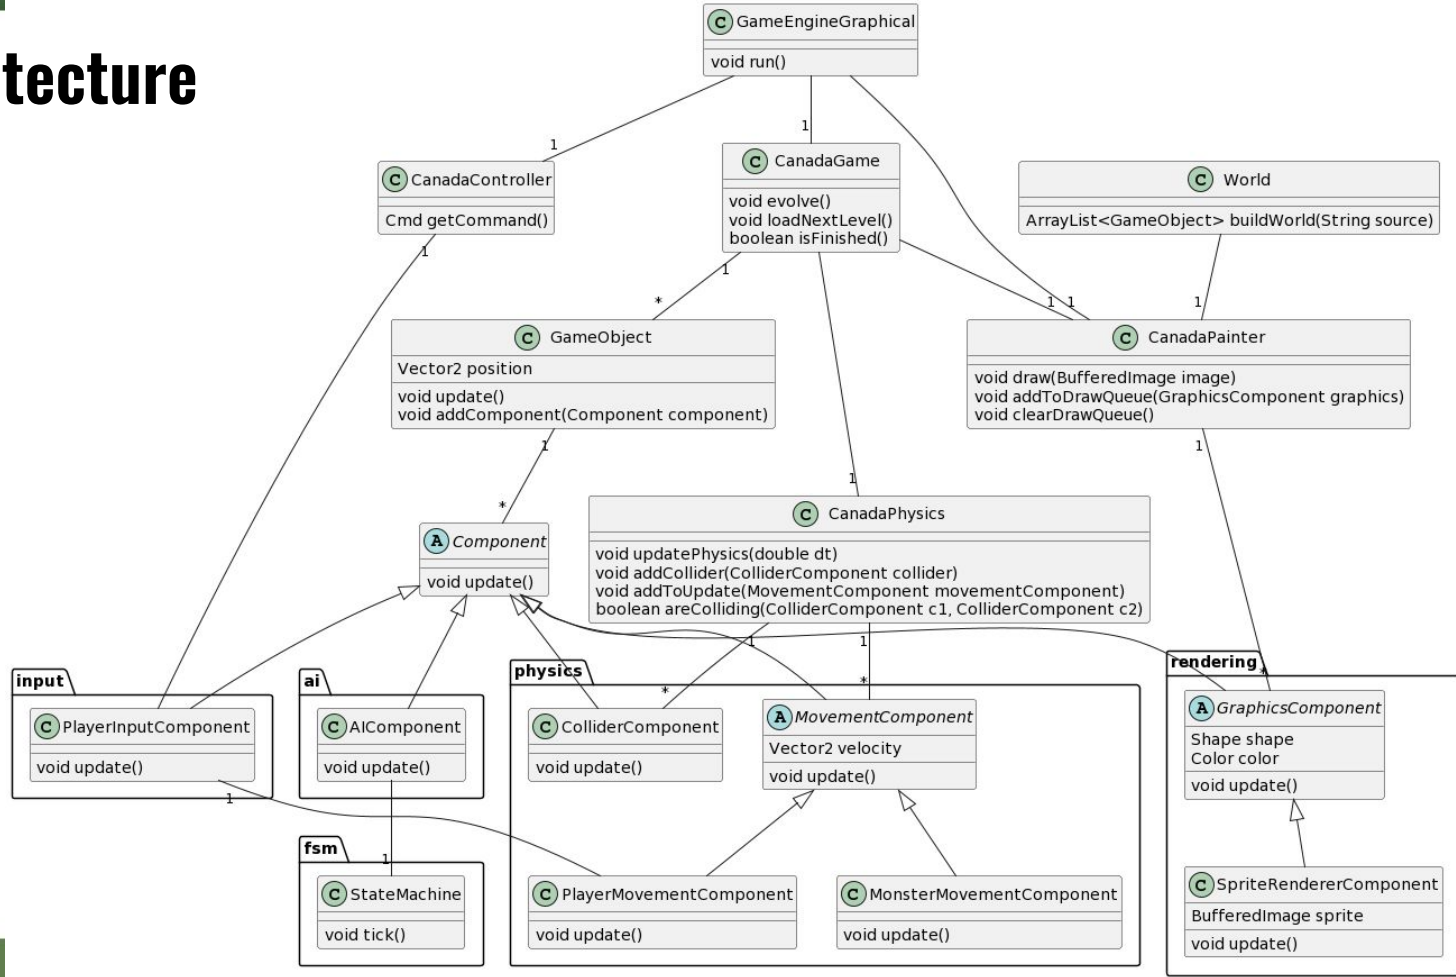 tecture
C GameEngineGraphical
void run()
1
1
C CanadaController
Cmd getCommand()
1
C CanadaGame
void evolve()
void loadNextLevel()
boolean isFinished()
1
C World
ArrayList<GameObject> buildWorld(String source)
*
1 1
1
C GameObject
Vector2 position
void update()
void addComponent(Component component)
1
C CanadaPainter
void draw(BufferedImage image)
void addToDrawQueue(GraphicsComponent graphics)
void clearDrawQueue()
1
1
*
A Component
void update()
C CanadaPhysics
void updatePhysics(double dt)
void addCollider(ColliderComponent collider)
void addToUpdate(MovementComponent movementComponent)
boolean areColliding(ColliderComponent c1, ColliderComponent c2)
1
1
*
*
*
input
C PlayerInputComponent
void update()
1
ai
C AIComponent
void update()
1
physics
C ColliderComponent
void update()
A MovementComponent
Vector2 velocity
void update()
rendering
A GraphicsComponent
Shape shape
Color color
void update()
fsm
C StateMachine
void tick()
C PlayerMovementComponent
void update()
C MonsterMovementComponent
void update()
C SpriteRendererComponent
BufferedImage sprite
void update()